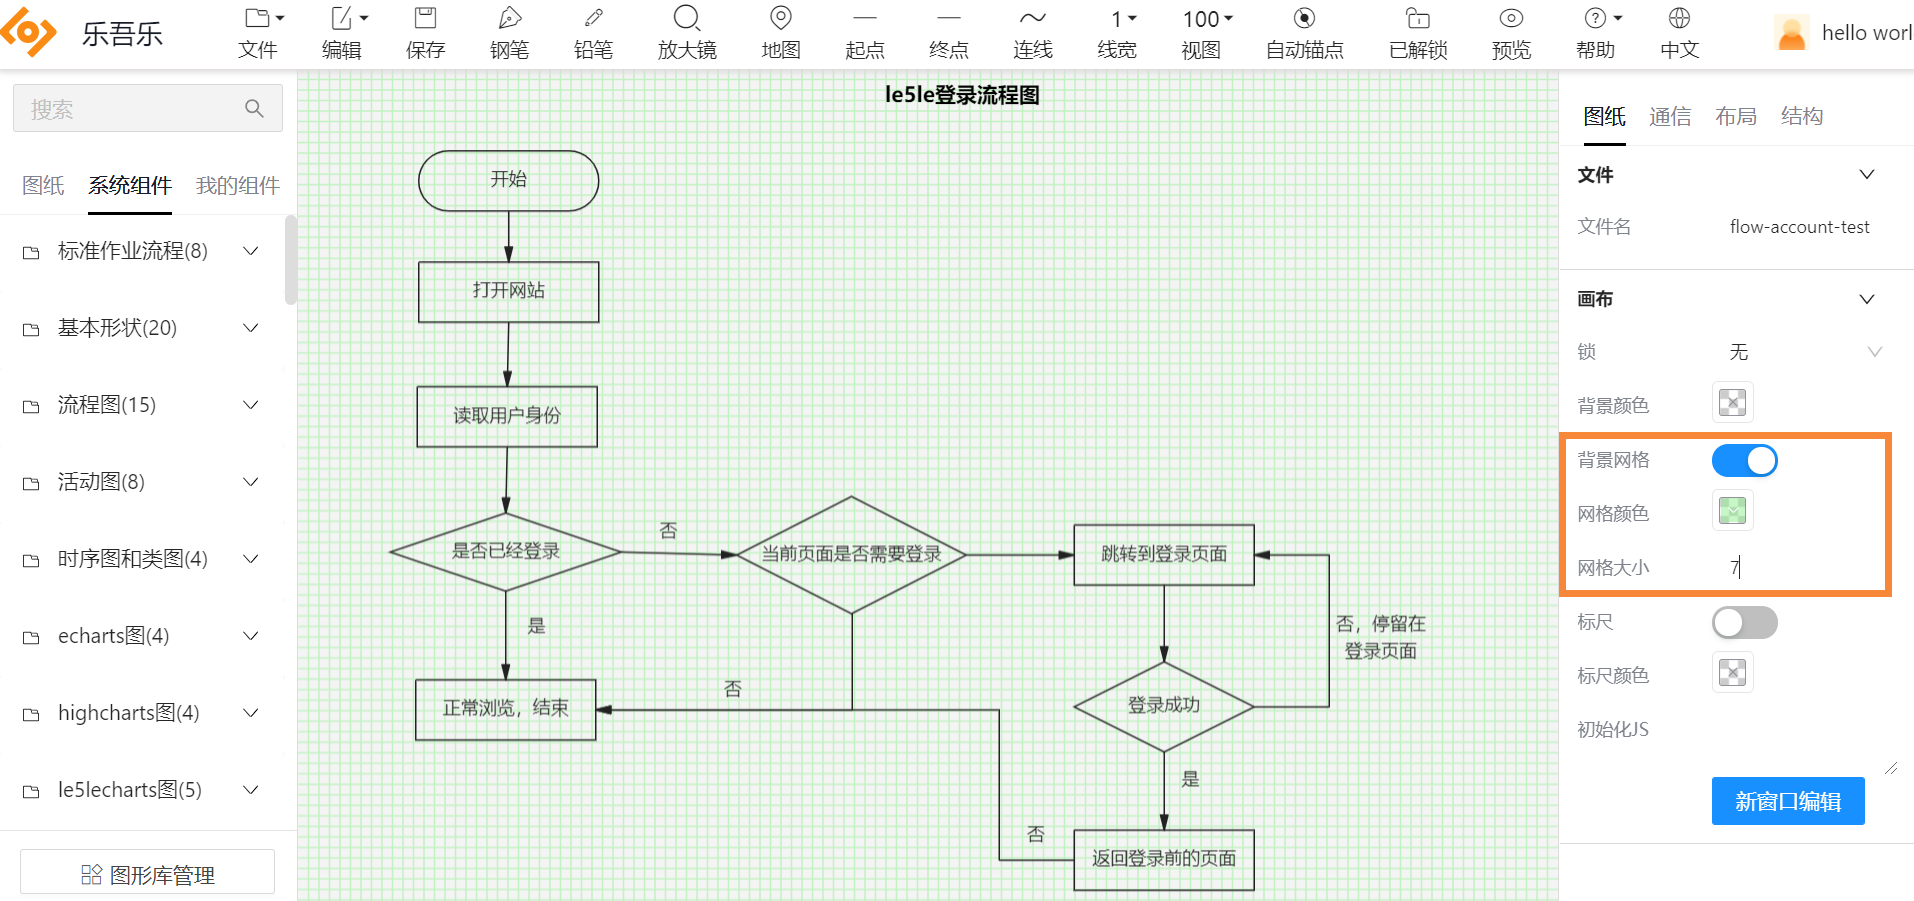 乐吾乐
文件
编辑
保存
钢笔
铅笔
放大镜
地图
起点
终点
连线
1
线宽
100
视图
自动锚点
已解锁
预览
帮助
中文
hello worl
搜索
图纸 系统组件 我的组件
标准作业流程(8)
基本形状(20)
流程图(15)
活动图(8)
时序图和类图(4)
echarts图(4)
highcharts图(4)
le5lecharts图(5)
图形库管理
le5le登录流程图
开始
打开网站
读取用户身份
是否已经登录
否
当前页面是否需要登录
跳转到登录页面
是
否，停留在
登录页面
正常浏览，结束
否
登录成功
是
否
返回登录前的页面
图纸 通信 布局 结构
文件
文件名 flow-account-test
画布
锁 无
背景颜色
背景网格
网格颜色
网格大小 7
标尺
标尺颜色
初始化JS
新窗口编辑